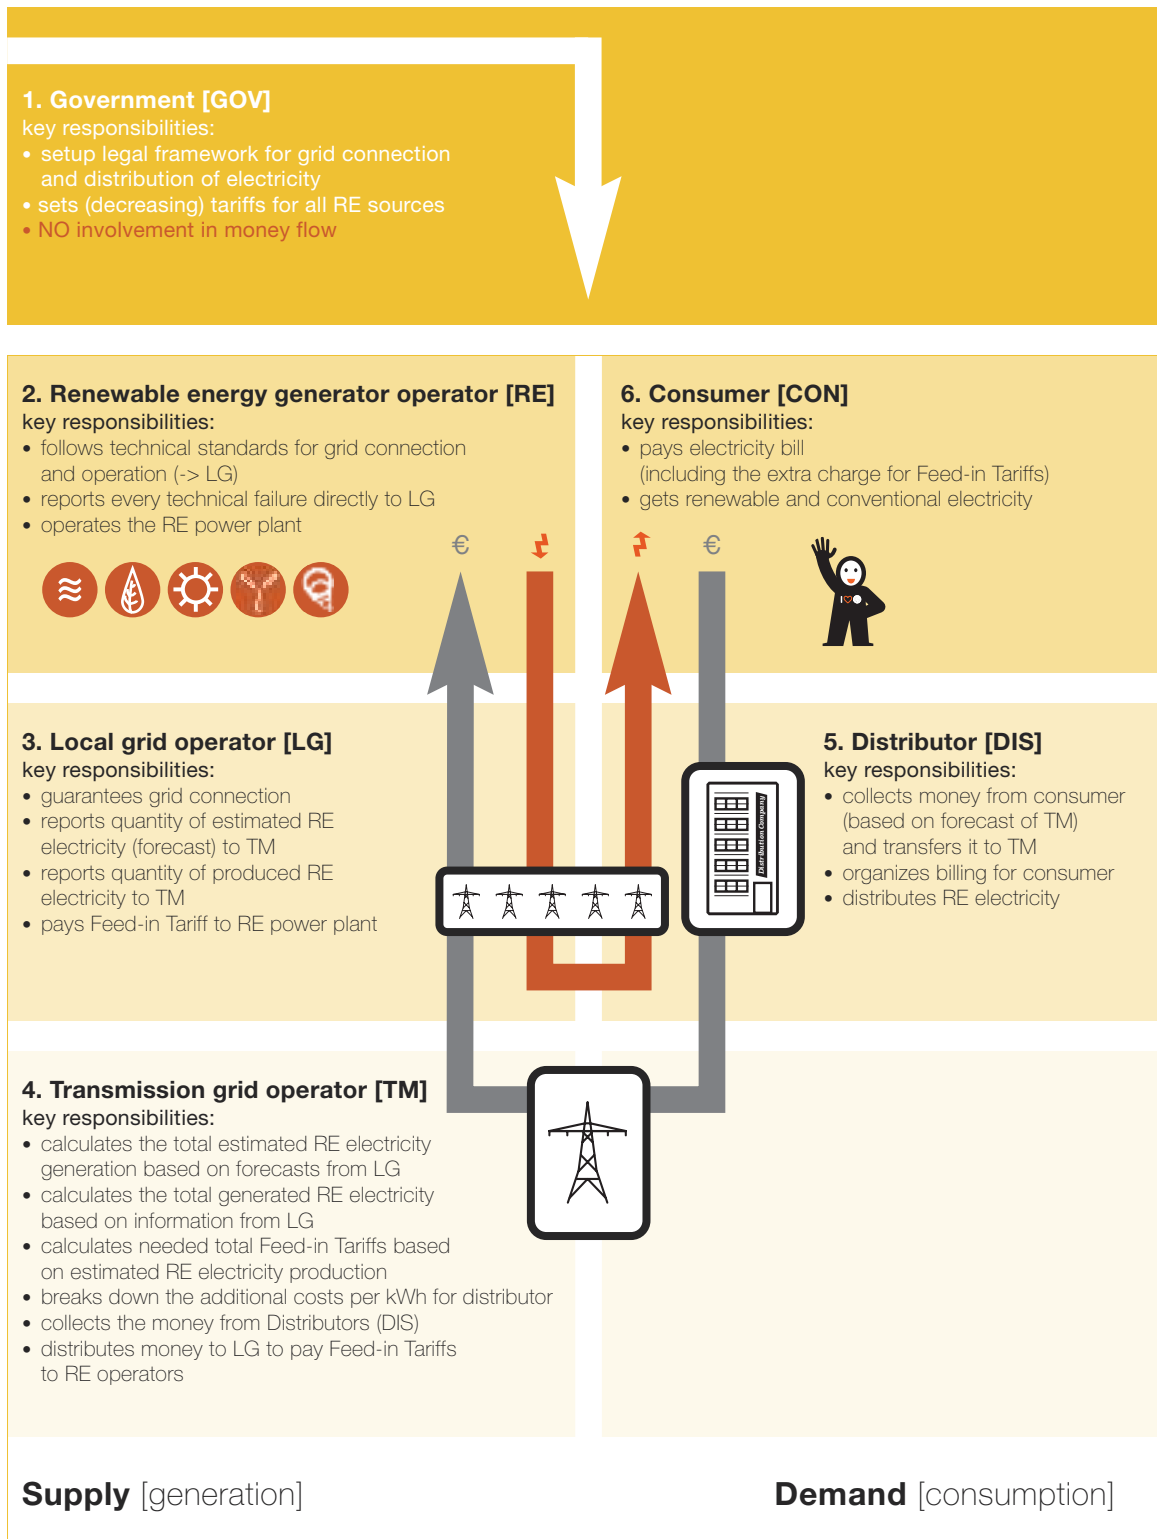 1. Government [GOV]
key responsibilities:
• setup legal framework for grid connection
and distribution of electricity
• sets (decreasing) tariffs for all RE sources
• NO involvement in money flow
2. Renewable energy generator operator [RE]
key responsibilities:
• follows technical standards for grid connection
and operation (-> LG)
• reports every technical failure directly to LG
• operates the RE power plant
€
6. Consumer [CON]
key responsibilities:
• pays electricity bill
(including the extra charge for Feed-in Tariffs)
• gets renewable and conventional electricity
€
I
3. Local grid operator [LG]
key responsibilities:
• guarantees grid connection
• reports quantity of estimated RE
electricity (forecast) to TM
• reports quantity of produced RE
electricity to TM
• pays Feed-in Tariff to RE power plant
Distribution Company
5. Distributor [DIS]
key responsibilities:
• collects money from consumer
(based on forecast of TM)
and transfers it to TM
• organizes billing for consumer
• distributes RE electricity
4. Transmission grid operator [TM]
key responsibilities:
• calculates the total estimated RE electricity
generation based on forecasts from LG
• calculates the total generated RE electricity
based on information from LG
• calculates needed total Feed-in Tariffs based
on estimated RE electricity production
• breaks down the additional costs per kWh for distributor
• collects the money from Distributors (DIS)
• distributes money to LG to pay Feed-in Tariffs
to RE operators
Supply [generation]
Demand [consumption]